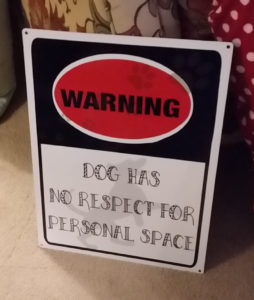 WARNING
DOG HAS
NO RESPECT FOR
PERSONAL SPACE